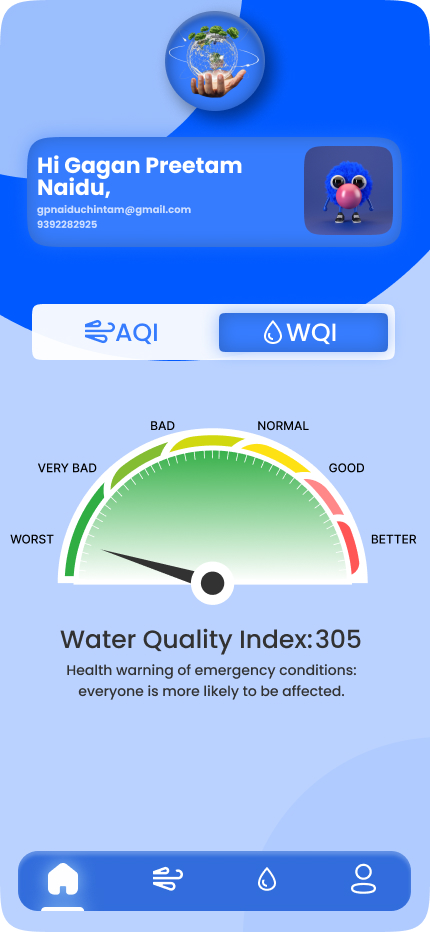 Hi Gagan Preetam
Naidu,
gpnaiduchintam@gmail.com
9392282925
AQI
WQI
BAD
NORMAL
VERY BAD
GOOD
WORST
BETTER
Water Quality Index:305
Health warning of emergency conditions:
everyone is more likely to be affected.